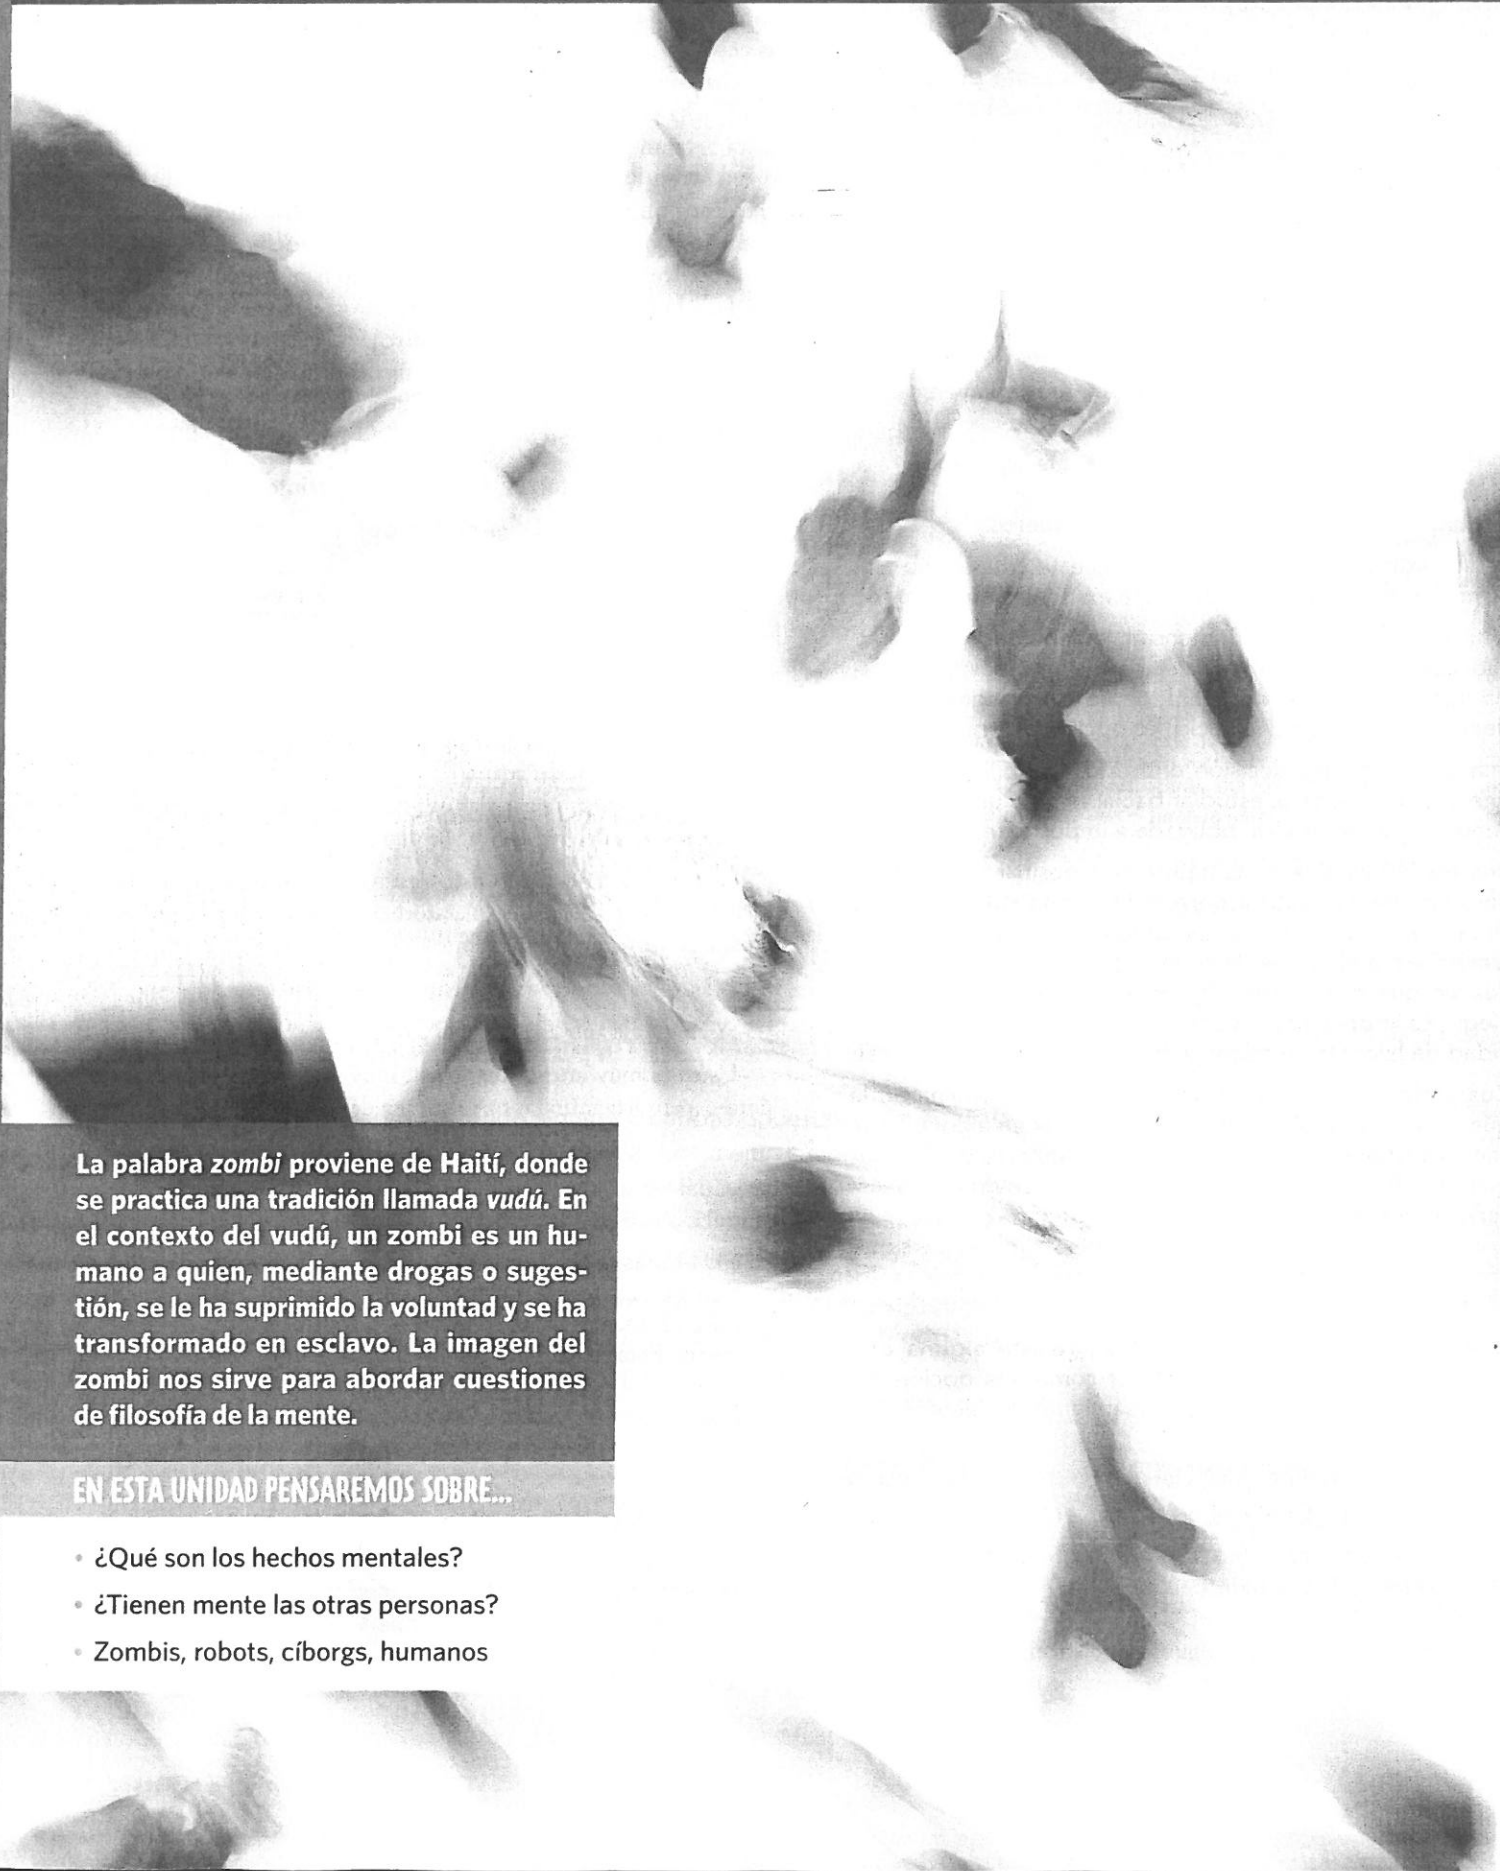 La palabra zombi proviene de Haití, donde
se practica una tradición llamada vudú. En
el contexto del vudú, un zombi es un hu-
mano a quien, mediante drogas o suges-
tión, se le ha suprimido la voluntad y se ha
transformado en esclavo. La imagen del
zombi nos sirve para abordar cuestiones
de filosofía de la mente.
EN ESTA UNIDAD PENSAREMOS SOBRE...
• ¿Qué son los hechos mentales?
• ¿Tienen mente las otras personas?
• Zombis, robots, cíborgs, humanos